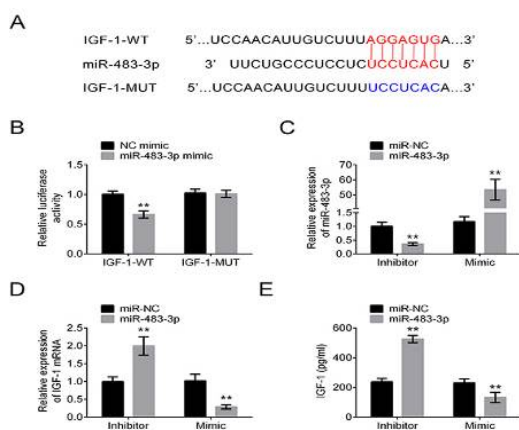 A
IGF-1-WT 5'...UCCAACAUUGUCUUUAGGAGUGA...3'
miR-483-3p 3' UUCUGCCCUCCUCUCCUCACU 5'
IGF-1-MUT 5'...UCCAACAUUGUCUUUUCCUCACA...3'
B
NC mimic
miR-483-3p mimic
Relative luciferase
activity
1.5
1.0
0.5
0.0
**
IGF-1-WT IGF-1-MUT
C
miR-NC
miR-483-3p
Relative expression
of miR-483-3p
70
60
50
30
1.5
1.0
0.5
0.0
** **
Inhibitor Mimic
D
miR-NC
miR-483-3p
Relative expression
of IGF-1 mRNA
2.5
2.0
1.5
1.0
0.5
0.0
** **
Inhibitor Mimic
E
miR-NC
miR-483-3p
IGF-1
(pg/ml)
600
400
200
0
** **
Inhibitor Mimic